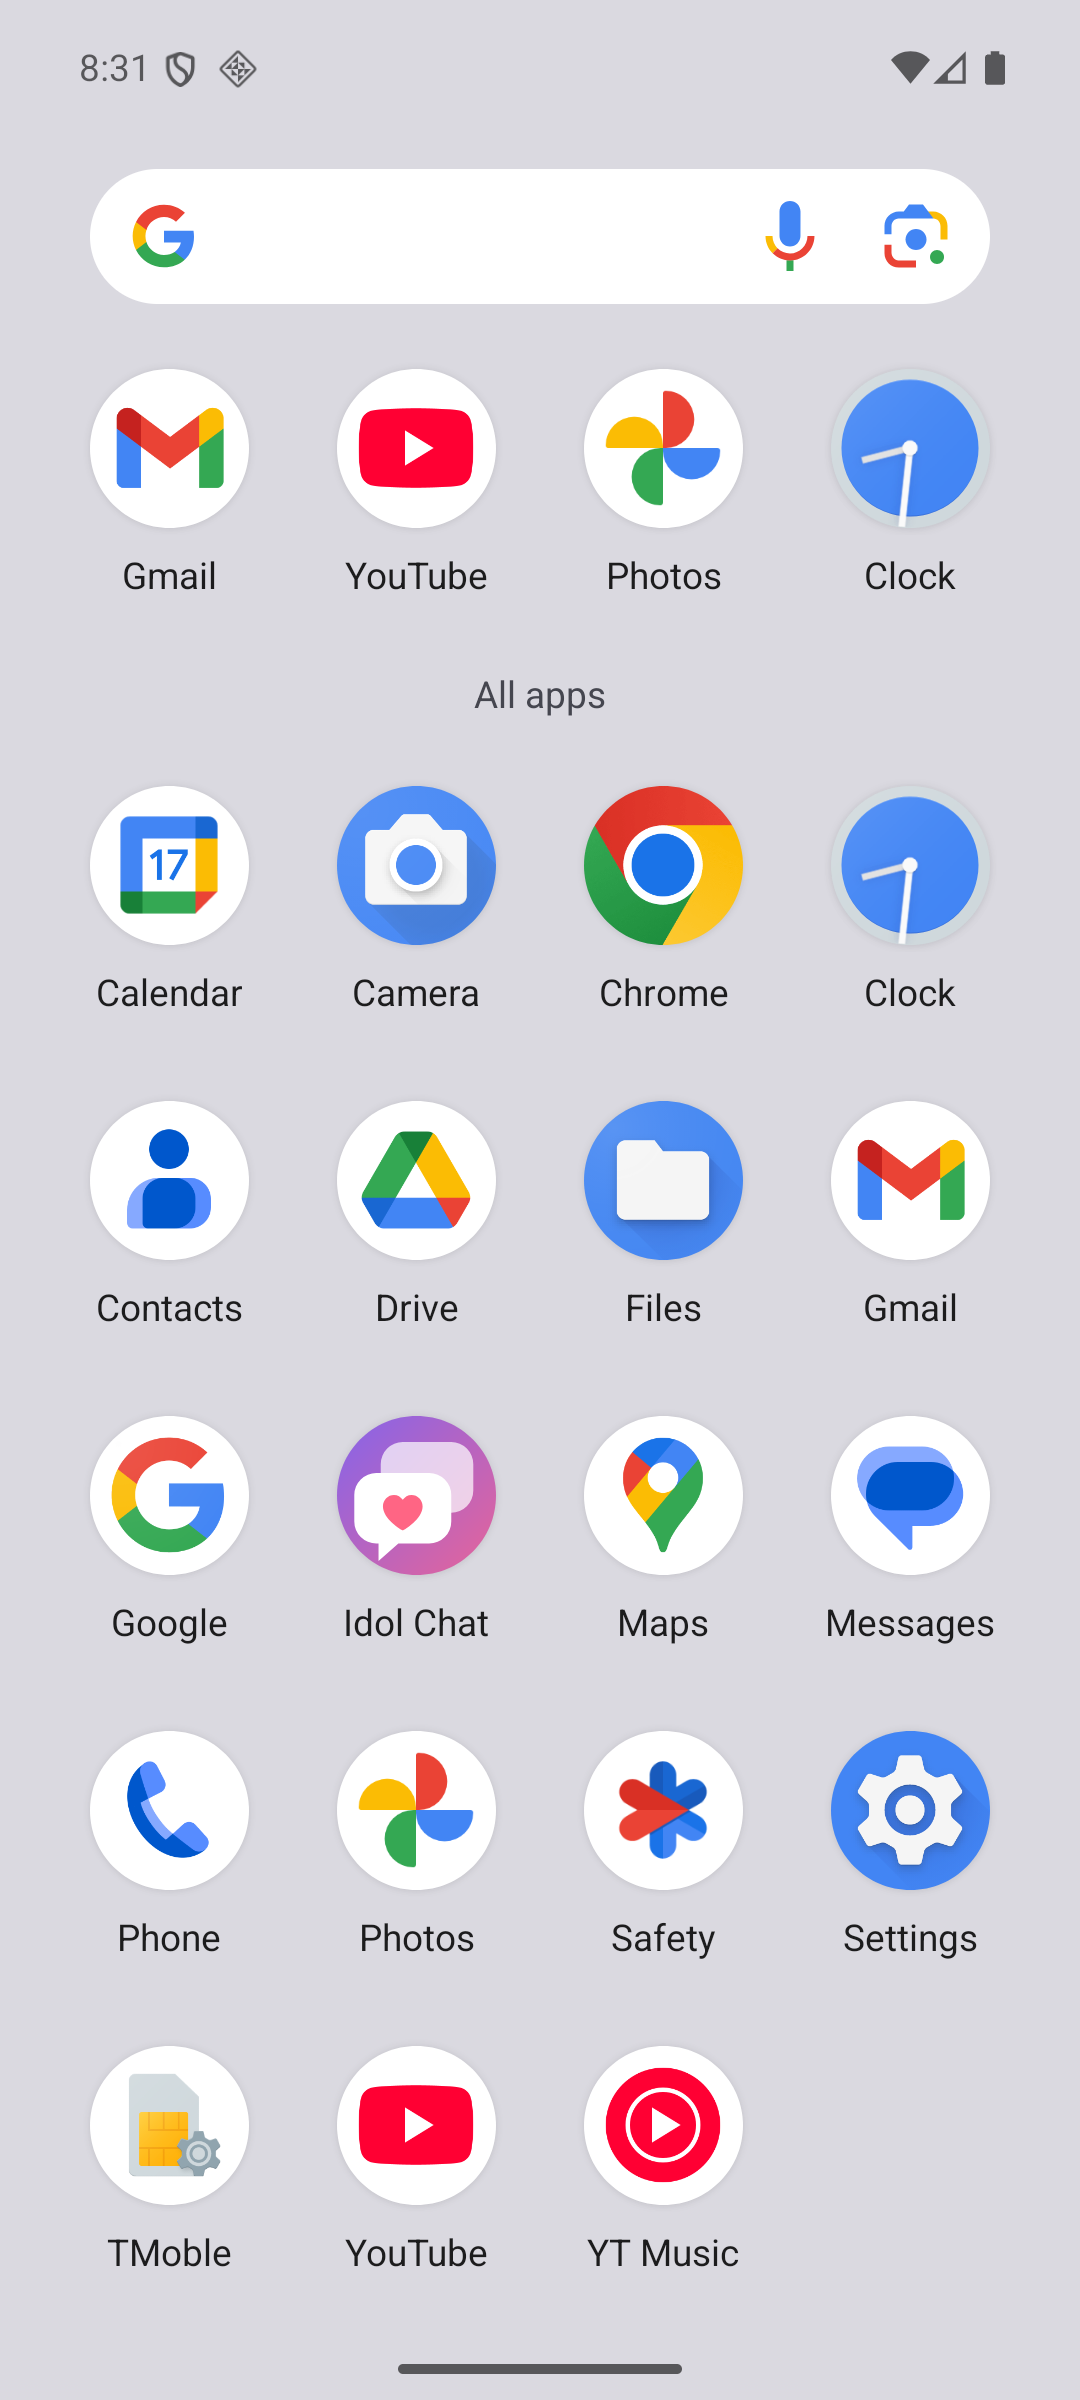 8:31
Gmail YouTube Photos Clock
All apps
17
Calendar Camera Chrome Clock
Contacts Drive Files Gmail
Google Idol Chat Maps Messages
Phone Photos Safety Settings
TMoble YouTube YT Music